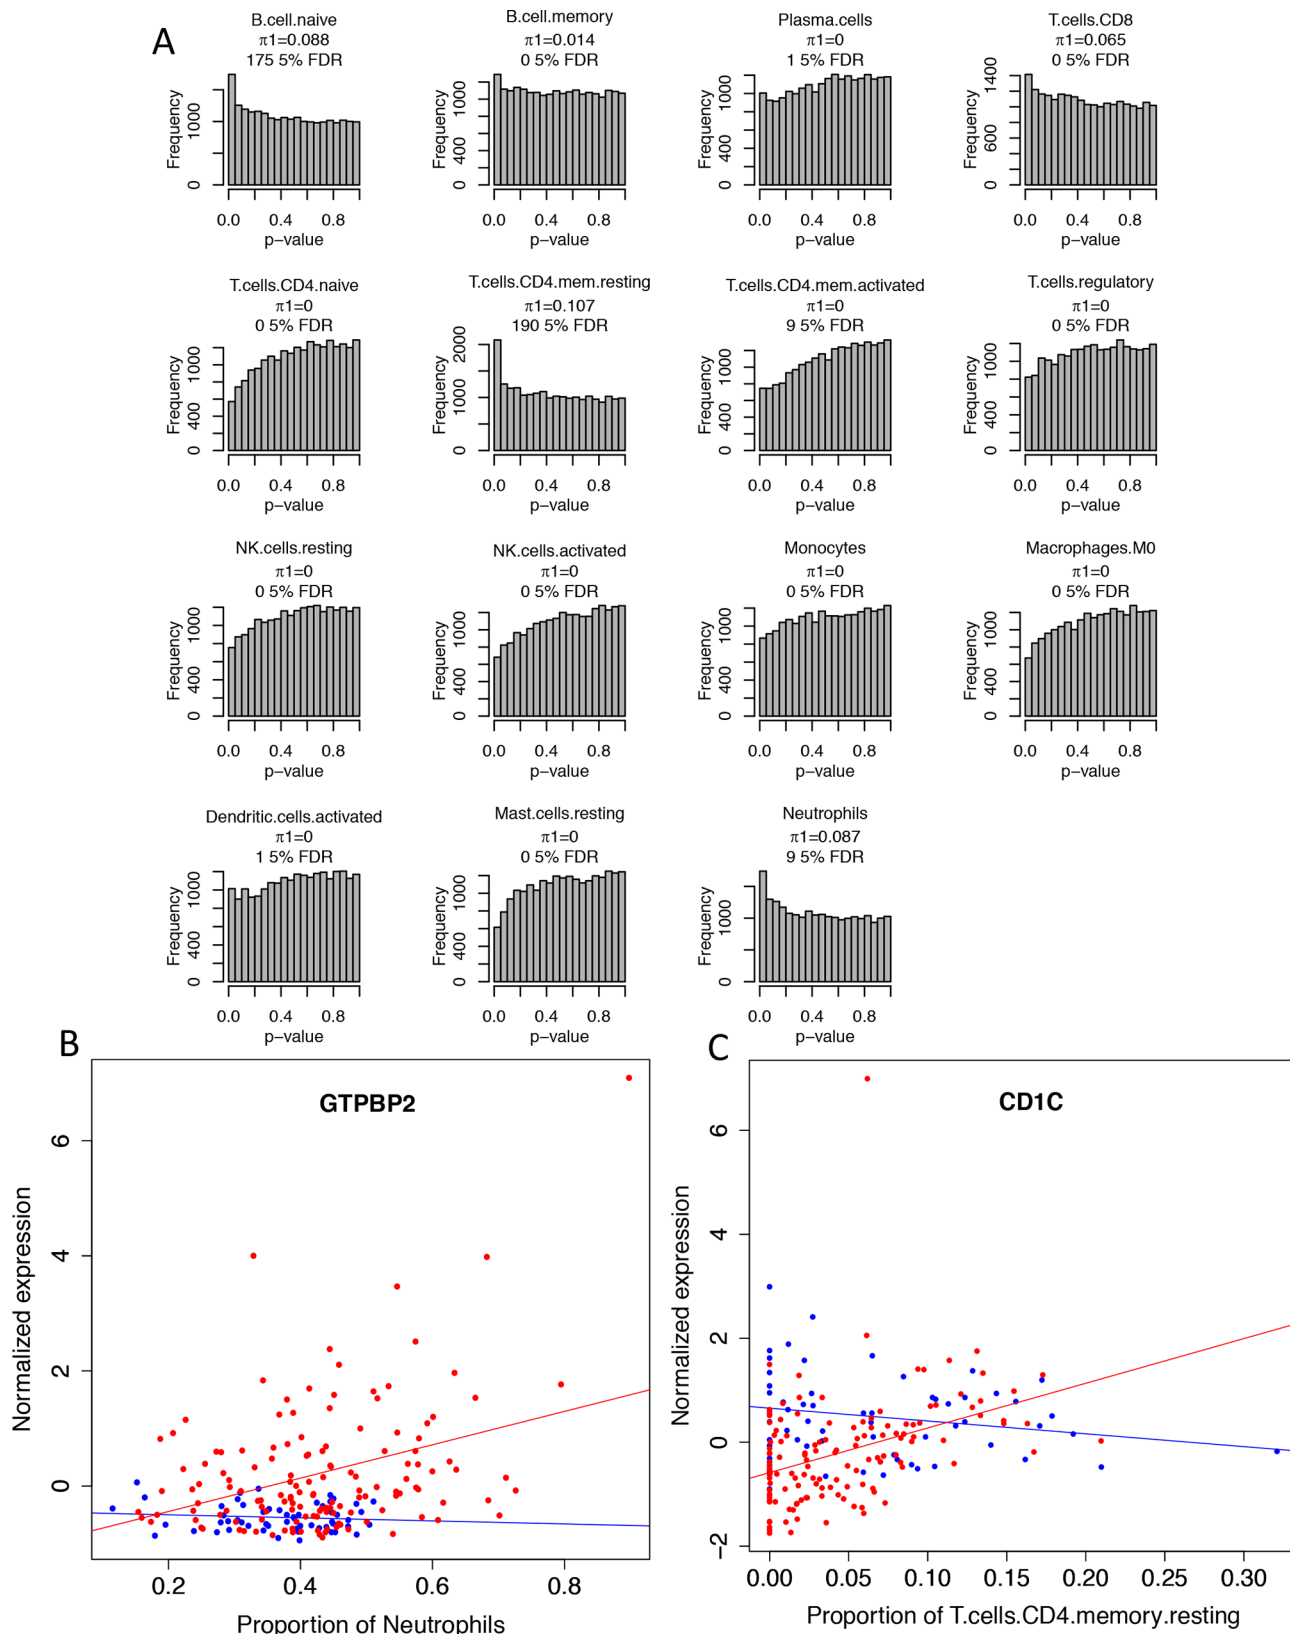 A
B.cell.naive
π1=0.088
175 5% FDR
Frequency
0 1000
0.0 0.4 0.8
p−value
B.cell.memory
π1=0.014
0 5% FDR
Frequency
0 400 1000
0.0 0.4 0.8
p−value
Plasma.cells
π1=0
1 5% FDR
Frequency
0 400 1000
0.0 0.4 0.8
p−value
T.cells.CD8
π1=0.065
0 5% FDR
Frequency
0 600 1400
0.0 0.4 0.8
p−value
T.cells.CD4.naive
π1=0
0 5% FDR
Frequency
0 400 1000
0.0 0.4 0.8
p−value
T.cells.CD4.mem.resting
π1=0.107
190 5% FDR
Frequency
0 1000 2000
0.0 0.4 0.8
p−value
T.cells.CD4.mem.activated
π1=0
9 5% FDR
Frequency
0 400 1000
0.0 0.4 0.8
p−value
T.cells.regulatory
π1=0
0 5% FDR
Frequency
0 400 1000
0.0 0.4 0.8
p−value
NK.cells.resting
π1=0
0 5% FDR
Frequency
0 400 1000
0.0 0.4 0.8
p−value
NK.cells.activated
π1=0
0 5% FDR
Frequency
0 400 1000
0.0 0.4 0.8
p−value
Monocytes
π1=0
0 5% FDR
Frequency
0 400 1000
0.0 0.4 0.8
p−value
Macrophages.M0
π1=0
0 5% FDR
Frequency
0 400 1000
0.0 0.4 0.8
p−value
Dendritic.cells.activated
π1=0
1 5% FDR
Frequency
0 400 1000
0.0 0.4 0.8
p−value
Mast.cells.resting
π1=0
0 5% FDR
Frequency
0 400 1000
0.0 0.4 0.8
p−value
Neutrophils
π1=0.087
9 5% FDR
Frequency
0 1000
0.0 0.4 0.8
p−value
B
GTPBP2
Normalized expression
6
4
2
0
0.2 0.4 0.6 0.8
Proportion of Neutrophils
C
CD1C
Normalized expression
6
4
2
0
−2
0.00 0.05 0.10 0.15 0.20 0.25 0.30
Proportion of T.cells.CD4.memory.resting